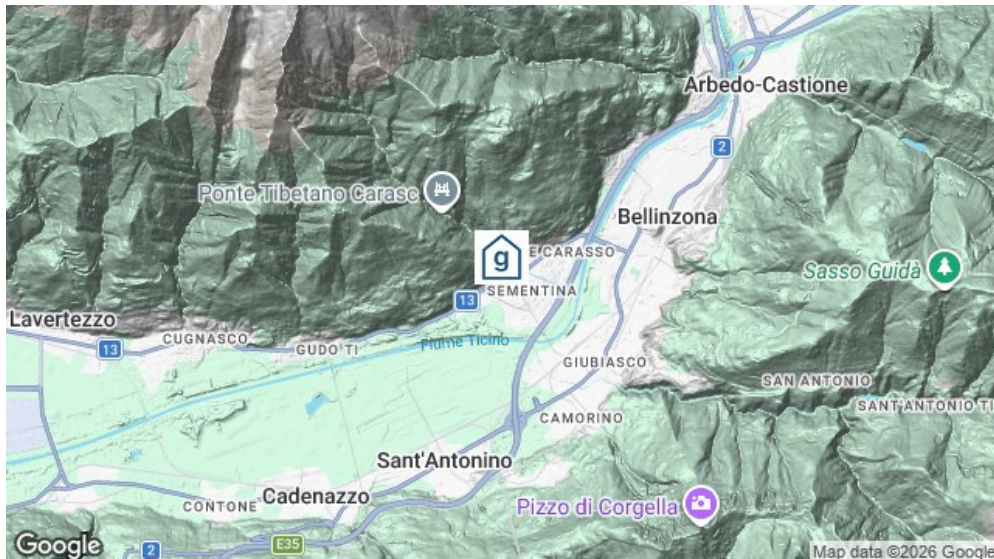 Arbedo-Castione
2
Ponte Tibetano Carasc
Bellinzona
g
E CARASSO
Sasso Guidà
SEMENTINA
13
Lavertezzo
CUGNASCO
13
GUDO TI
Fiume Ticino
GIUBIASCO
SAN ANTONIO
SANT'ANTONIO TI
CAMORINO
Sant'Antonino
Cadenazzo
CONTONE
Pizzo di Corgella
Google
2
E35
Map data ©2026 Google